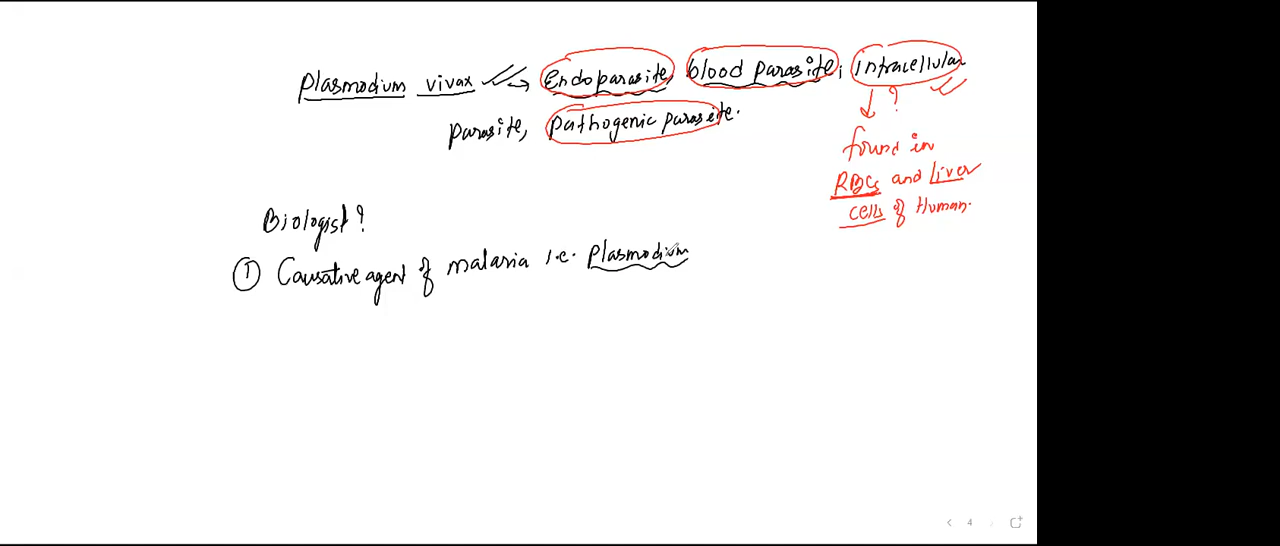 Plasmodium vivax → Endoparasite, blood parasite, intracellular
parasite, pathogenic parasite.
?
found in
RBCs and Liver
cells of Human.
Biologist?
① Causative agent of malaria i.e. Plasmodium
< 4